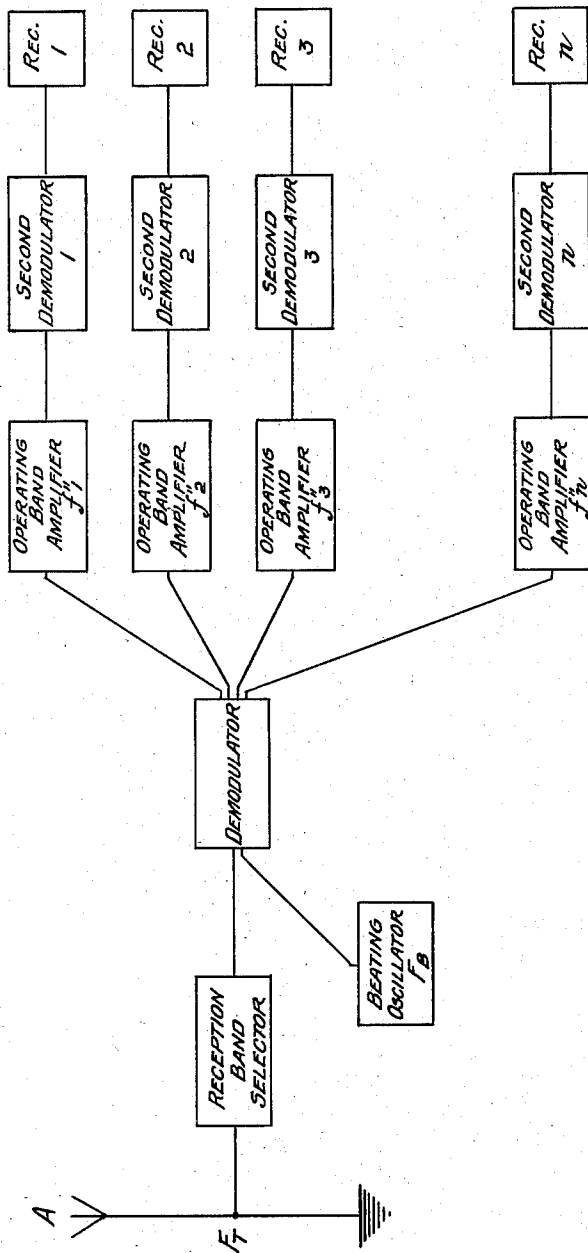 A
F_T
RECEPTION
BAND
SELECTOR
BEATING
OSCILLATOR
F_B
DEMODULATOR
OPERATING
BAND
AMPLIFIER
f"_1
SECOND
DEMODULATOR
1
REC.
1
OPERATING
BAND
AMPLIFIER
f"_2
SECOND
DEMODULATOR
2
REC.
2
OPERATING
BAND
AMPLIFIER
f"_3
SECOND
DEMODULATOR
3
REC.
3
OPERATING
BAND
AMPLIFIER
f"_n
SECOND
DEMODULATOR
n
REC.
n